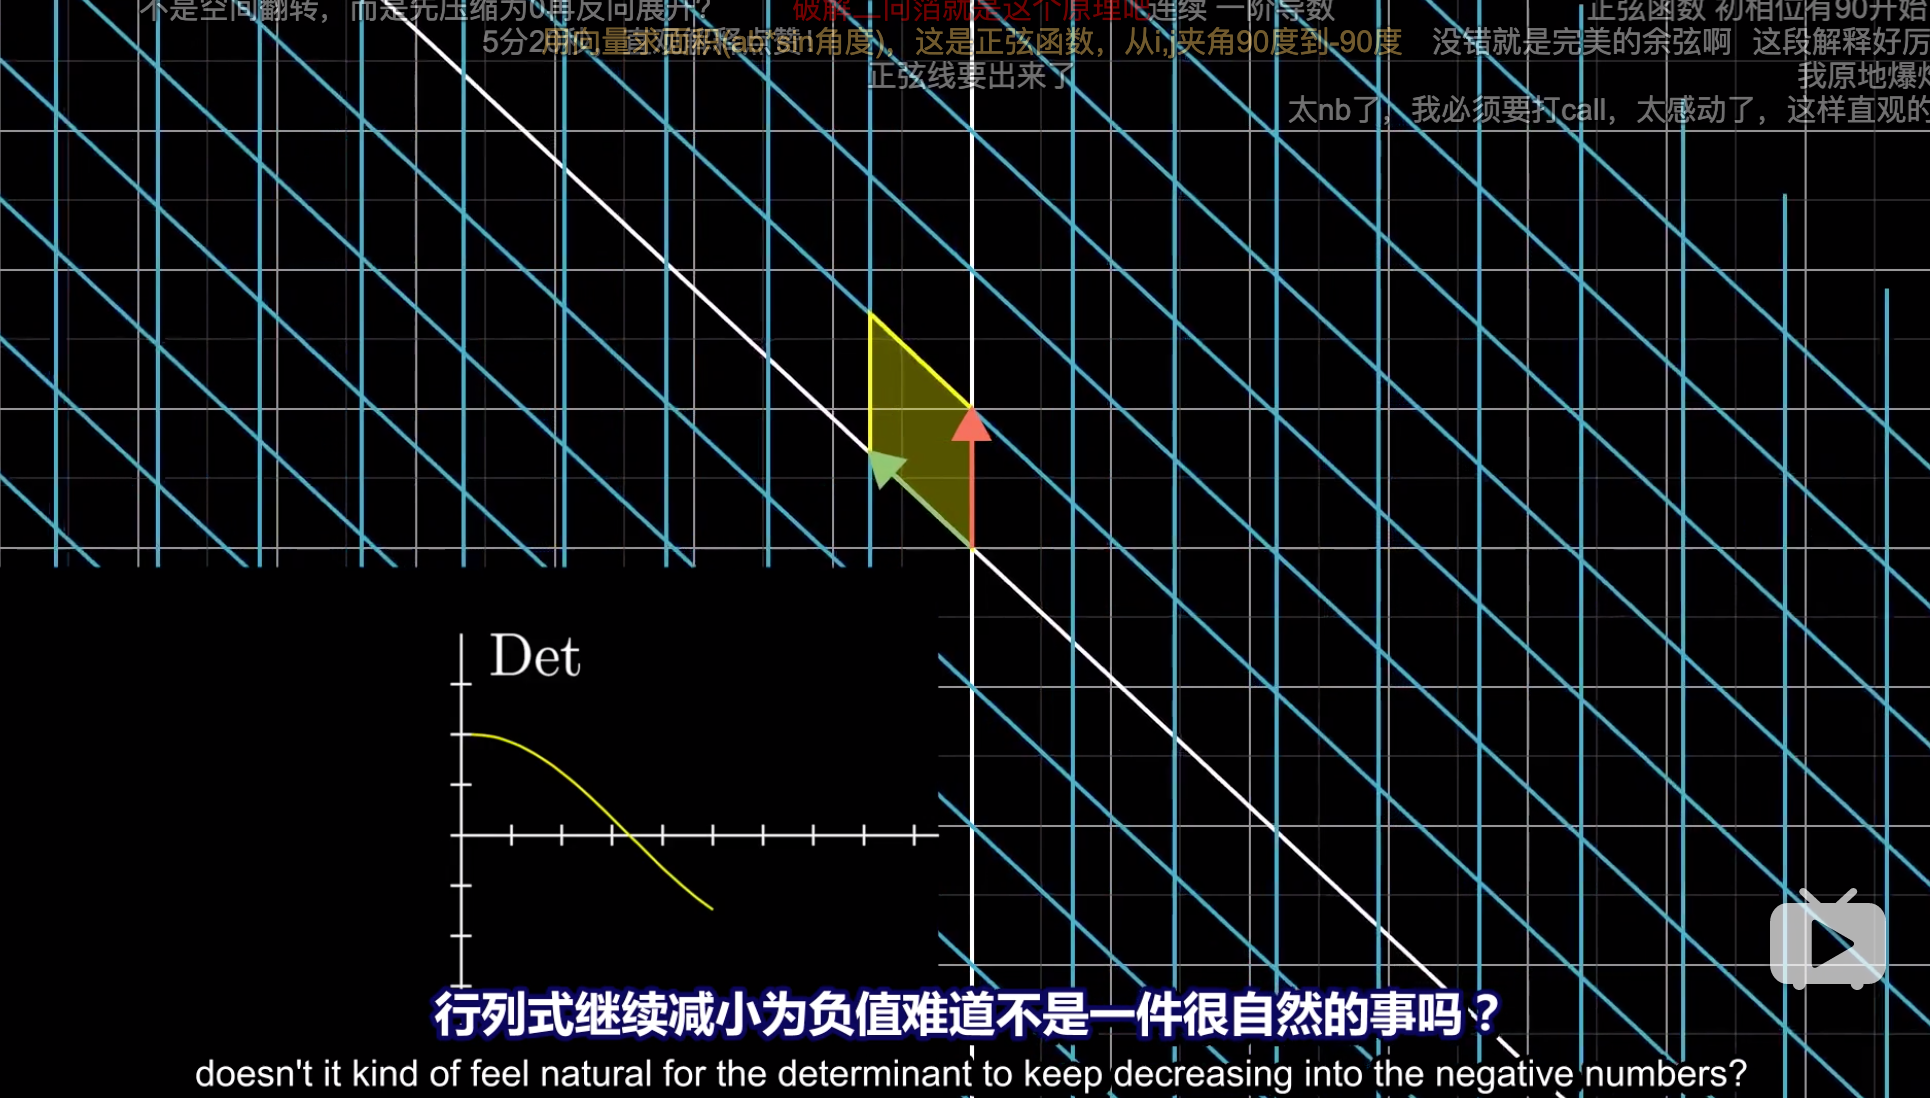 不是空间翻转，而是先压缩为0再反向展开？
破解二向箔就是这个原理吧
连续 一阶导数
正弦函数 初相位有90开始
用向量求面积(ab*sin角度)，这是正弦函数，从i,j夹角90度到-90度
没错就是完美的余弦啊
这段解释好厉
正弦线要出来了
我原地爆炸
太nb了，我必须要打call，太感动了，这样直观的
Det
行列式继续减小为负值难道不是一件很自然的事吗？
doesn't it kind of feel natural for the determinant to keep decreasing into the negative numbers?